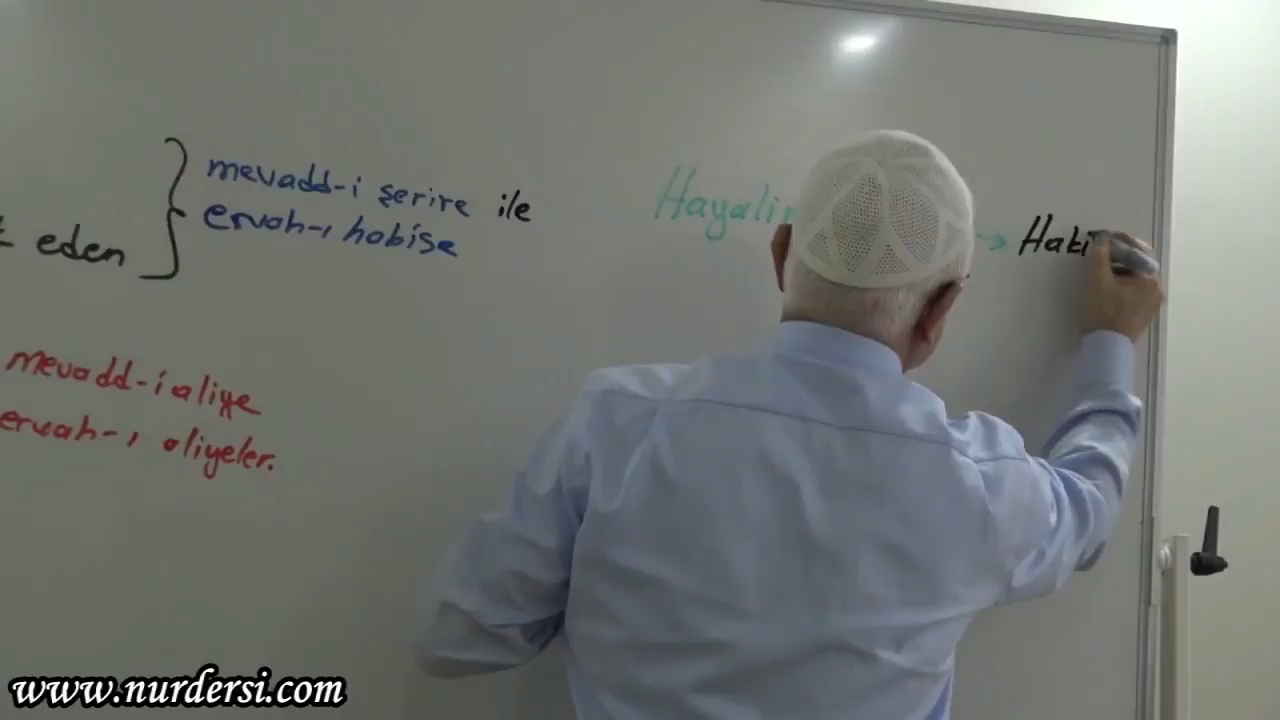 mevadd-i şerire ile
ervah-ı habise
eden
Hayalin → Haki
mevadd-i aliye
ervah-ı aliyeler.
www.nurdersi.com